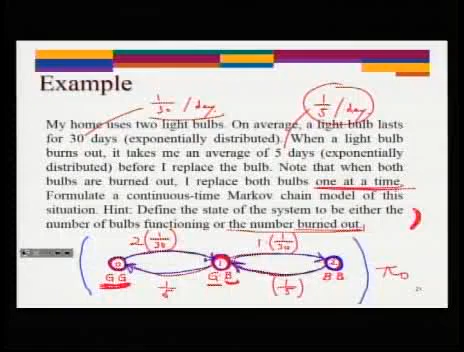 Example
1/30 / day
1/5 / day
My home uses two light bulbs. On average, a light bulb lasts
for 30 days (exponentially distributed). When a light bulb
burns out, it takes me an average of 5 days (exponentially
distributed) before I replace the bulb. Note that when both
bulbs are burned out, I replace both bulbs one at a time.
Formulate a continuous-time Markov chain model of this
situation. Hint: Define the state of the system to be either the
number of bulbs functioning or the number burned out.
2(1/30) 1(1/30)
0 1 2 π₀
G G 1/5 G B (1/5) B B
21